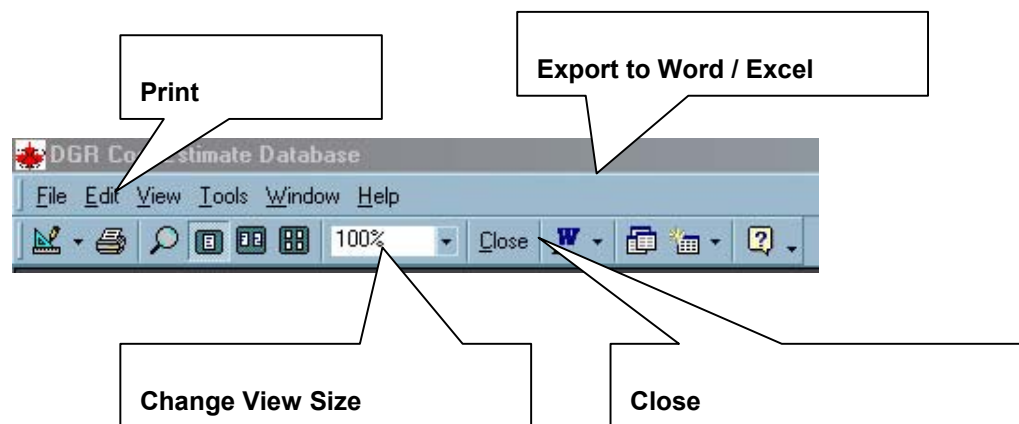 Print
Export to Word / Excel
DGR Co Estimate Database
File Edit View Tools Window Help
100% Close W
Change View Size
Close